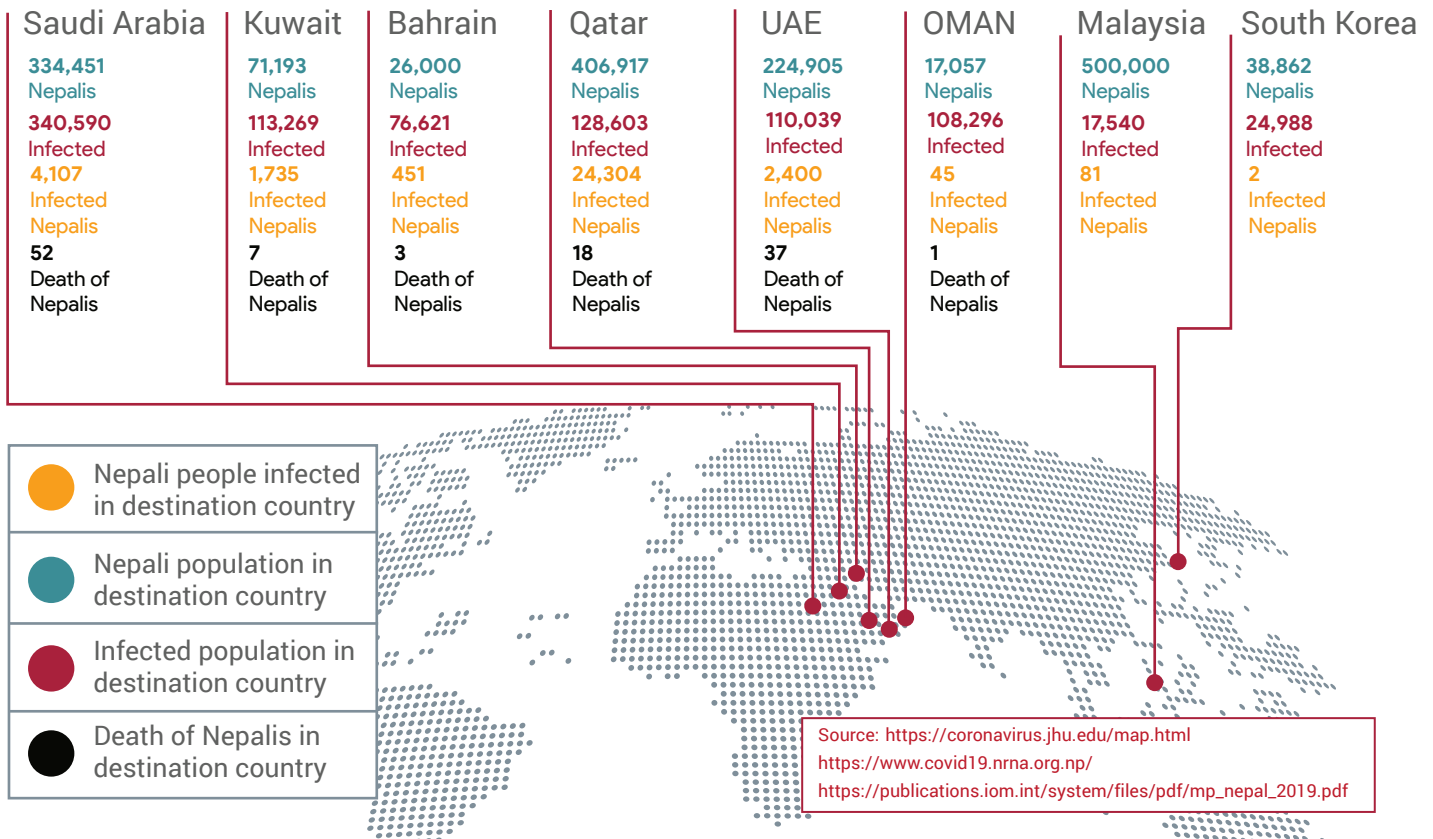 Saudi Arabia
334,451
Nepalis
340,590
Infected
4,107
Infected
Nepalis
52
Death of
Nepalis
Kuwait
71,193
Nepalis
113,269
Infected
1,735
Infected
Nepalis
7
Death of
Nepalis
Bahrain
26,000
Nepalis
76,621
Infected
451
Infected
Nepalis
3
Death of
Nepalis
Qatar
406,917
Nepalis
128,603
Infected
24,304
Infected
Nepalis
18
Death of
Nepalis
UAE
224,905
Nepalis
110,039
Infected
2,400
Infected
Nepalis
37
Death of
Nepalis
OMAN
17,057
Nepalis
108,296
Infected
45
Infected
Nepalis
1
Death of
Nepalis
Malaysia
500,000
Nepalis
17,540
Infected
81
Infected
Nepalis
South Korea
38,862
Nepalis
24,988
Infected
2
Infected
Nepalis
Nepali people infected
in destination country
Nepali population in
destination country
Infected population in
destination country
Death of Nepalis in
destination country
Source: https://coronavirus.jhu.edu/map.html
https://www.covid19.nrna.org.np/
https://publications.iom.int/system/files/pdf/mp_nepal_2019.pdf